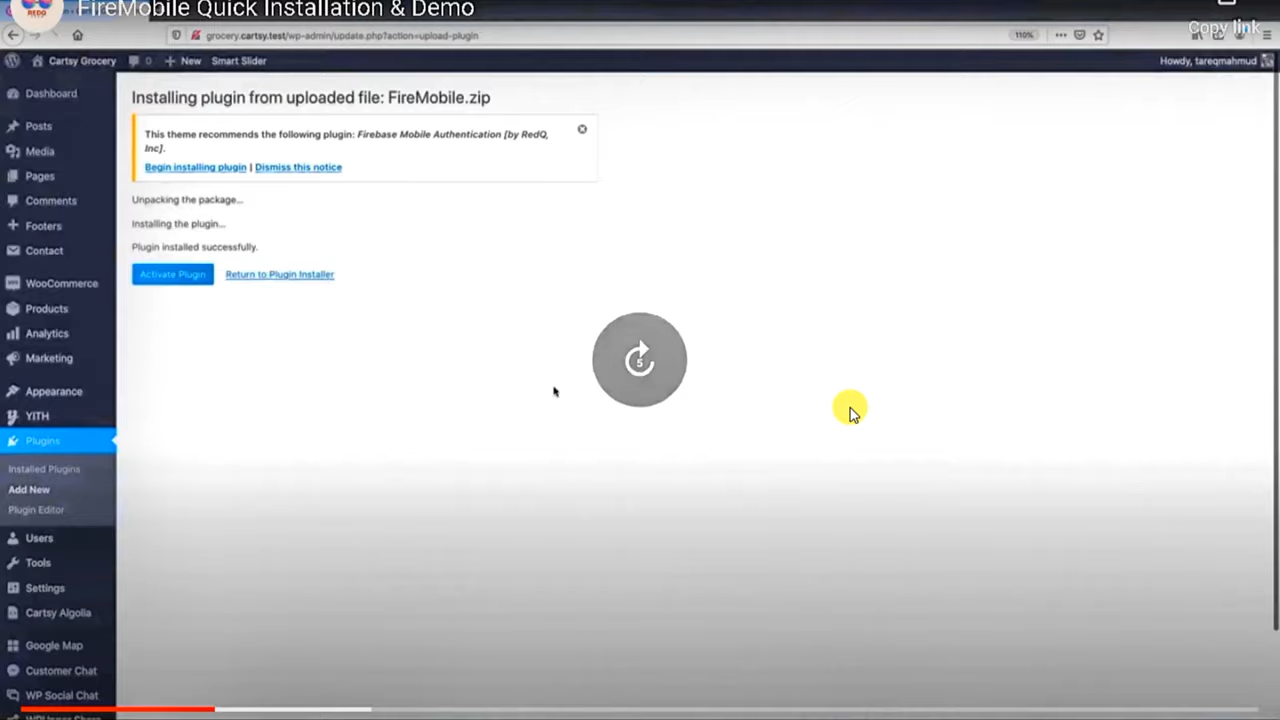 FireMobile Quick Installation & Demo
REDQ
Copy link
grocery.cartsy.test/wp-admin/update.php?action=upload-plugin
110%
Cartsy Grocery
0
New
Smart Slider
Howdy, tareqmahmud
Dashboard
Posts
Media
Pages
Comments
Footers
Contact
WooCommerce
Products
Analytics
Marketing
Appearance
YITH
Plugins
Installed Plugins
Add New
Plugin Editor
Users
Tools
Settings
Cartsy Algolia
Google Map
Customer Chat
WP Social Chat
Installing plugin from uploaded file: FireMobile.zip
This theme recommends the following plugin: Firebase Mobile Authentication [by RedQ,
Inc].
Begin installing plugin | Dismiss this notice
Unpacking the package...
Installing the plugin...
Plugin installed successfully.
Activate Plugin
Return to Plugin Installer
5